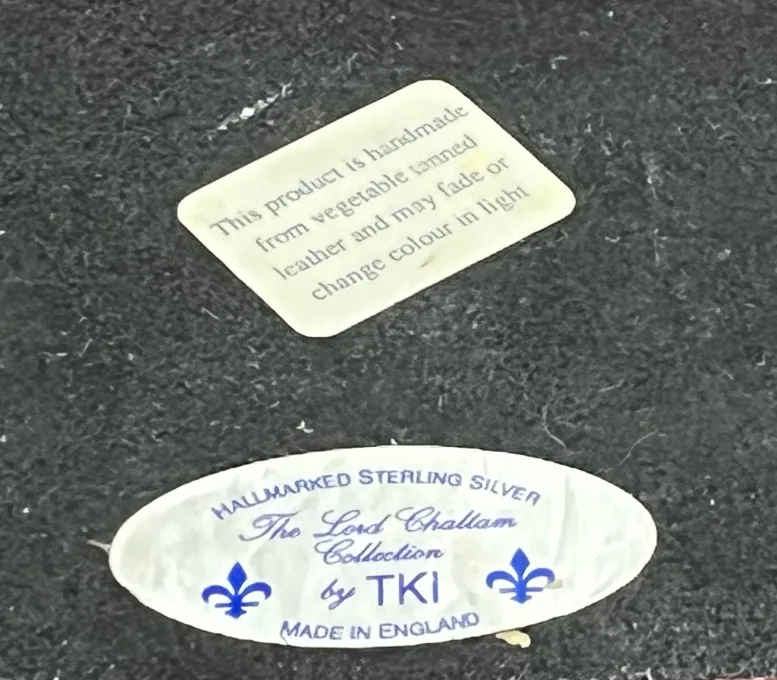 This product is handmade
from vegetable tanned
leather and may fade or
change colour in light
HALLMARKED STERLING SILVER
The Lord Chattam
Collection
by TKI
MADE IN ENGLAND